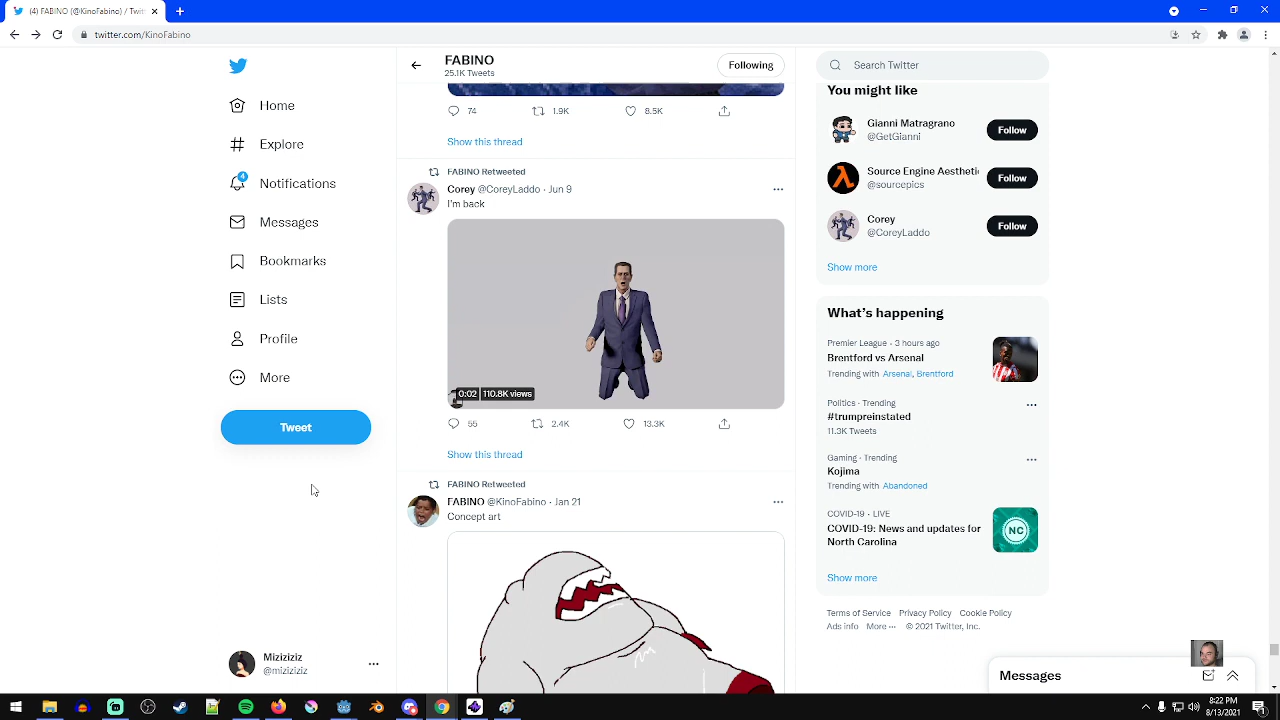 (4) FABINO (@KinoFabino) / Twit
twitter.com/KinoFabino
Home
Explore
4
Notifications
Messages
Bookmarks
Lists
Profile
More
Tweet
Miziziziz
@miziziziz
FABINO
25.1K Tweets
Following
74
1.9K
8.5K
Show this thread
FABINO Retweeted
Corey @CoreyLaddo · Jun 9
I'm back
0:02 110.8K views
55
2.4K
13.3K
Show this thread
FABINO Retweeted
FABINO @KinoFabino · Jan 21
Concept art
Search Twitter
You might like
Gianni Matragrano
@GetGianni
Follow
Source Engine Aestheti
@sourcepics
Follow
Corey
@CoreyLaddo
Follow
Show more
What's happening
Premier League · 3 hours ago
Brentford vs Arsenal
Trending with Arsenal, Brentford
Politics · Trending
#trumpreinstated
11.3K Tweets
Gaming · Trending
Kojima
Trending with Abandoned
COVID-19 · LIVE
COVID-19: News and updates for
North Carolina
NC
Show more
Terms of Service Privacy Policy Cookie Policy
Ads info More ··· © 2021 Twitter, Inc.
Messages
8:22 PM
8/13/2021